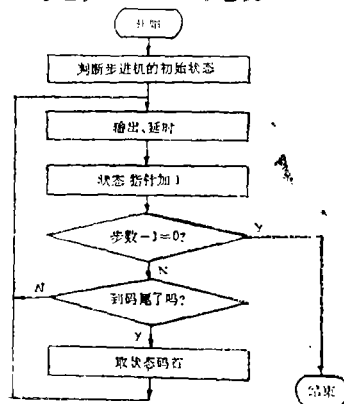 开始
判断步进机的初始状态
输出、延时
状态指针加1
步数-1=0?
Y
N
到码尾了吗?
N
Y
取状态码首
结束